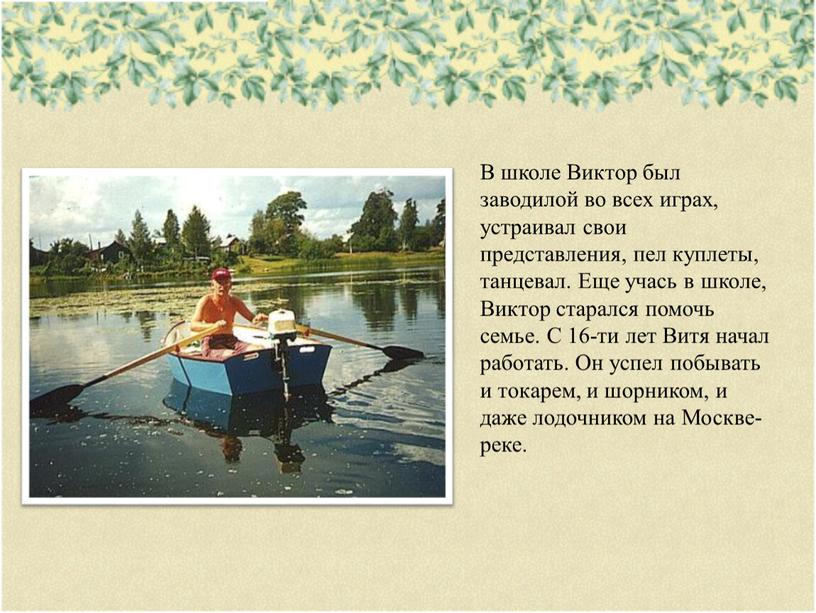 В школе Виктор был
заводилой во всех играх,
устраивал свои
представления, пел куплеты,
танцевал. Еще учась в школе,
Виктор старался помочь
семье. С 16-ти лет Витя начал
работать. Он успел побывать
и токарем, и шорником, и
даже лодочником на Москве-
реке.